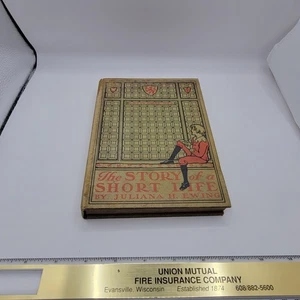 The STORY of a
SHORT LIFE
BY JULIANA H. EWING
UNION MUTUAL
FIRE INSURANCE COMPANY
Evansville, Wisconsin Established 1874 608/882-5600